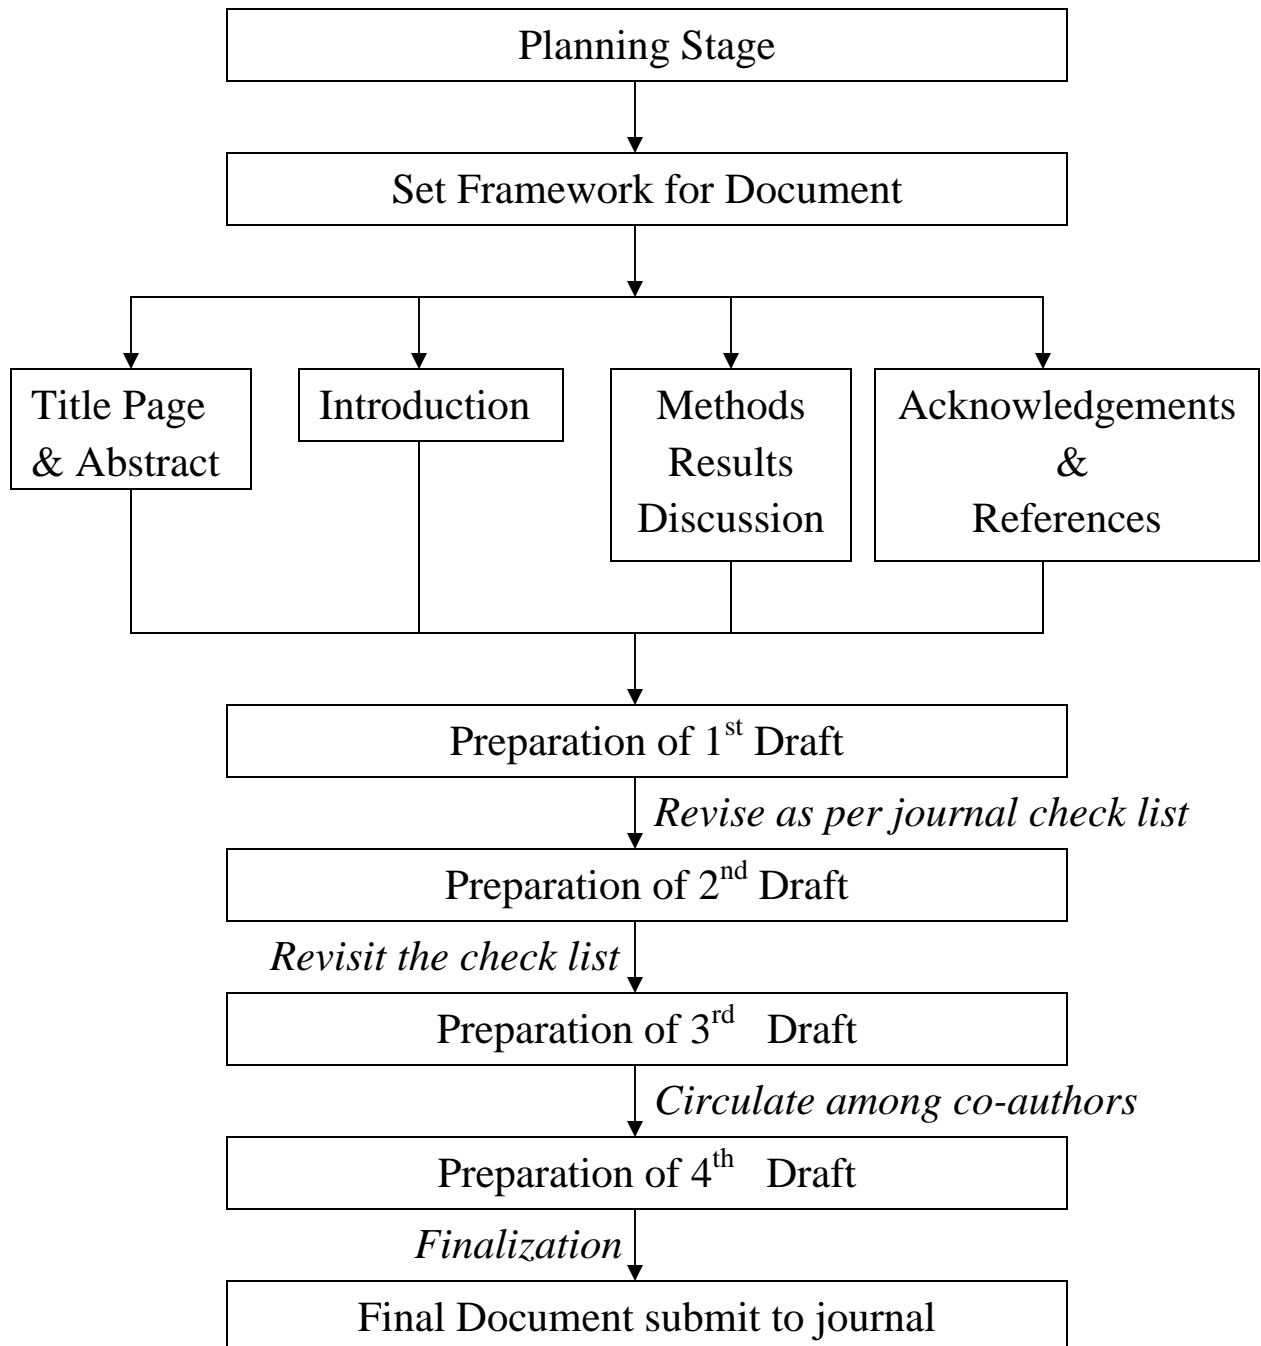 Planning Stage
Set Framework for Document
Title Page
& Abstract
Introduction
Methods
Results
Discussion
Acknowledgements
&
References
Preparation of 1st Draft
Revise as per journal check list
Preparation of 2nd Draft
Revisit the check list
Preparation of 3rd Draft
Circulate among co-authors
Preparation of 4th Draft
Finalization
Final Document submit to journal